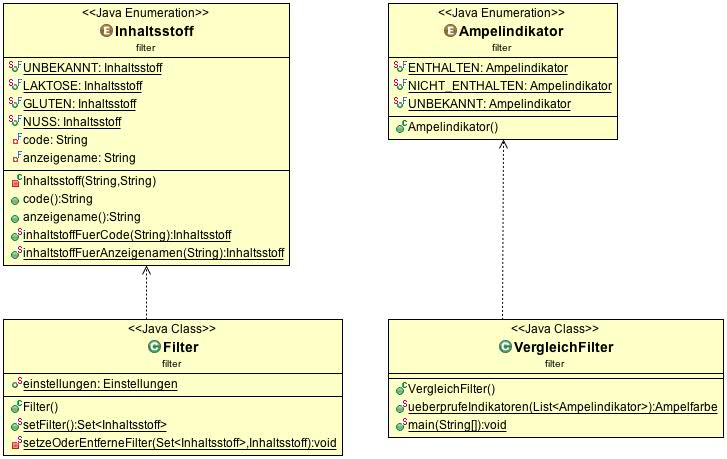 <<Java Enumeration>>
Inhaltsstoff
filter
UNBEKANNT: Inhaltsstoff
LAKTOSE: Inhaltsstoff
GLUTEN: Inhaltsstoff
NUSS: Inhaltsstoff
code: String
anzeigename: String
Inhaltsstoff(String,String)
code():String
anzeigename():String
inhaltstoffFuerCode(String):Inhaltsstoff
inhaltstoffFuerAnzeigenamen(String):Inhaltsstoff
<<Java Enumeration>>
Ampelindikator
filter
ENTHALTEN: Ampelindikator
NICHT_ENTHALTEN: Ampelindikator
UNBEKANNT: Ampelindikator
Ampelindikator()
<<Java Class>>
Filter
filter
einstellungen: Einstellungen
Filter()
setFilter():Set<Inhaltsstoff>
setzeOderEntferneFilter(Set<Inhaltsstoff>,Inhaltsstoff):void
<<Java Class>>
VergleichFilter
filter
VergleichFilter()
ueberprufeIndikatoren(List<Ampelindikator>):Ampelfarbe
main(String[]):void